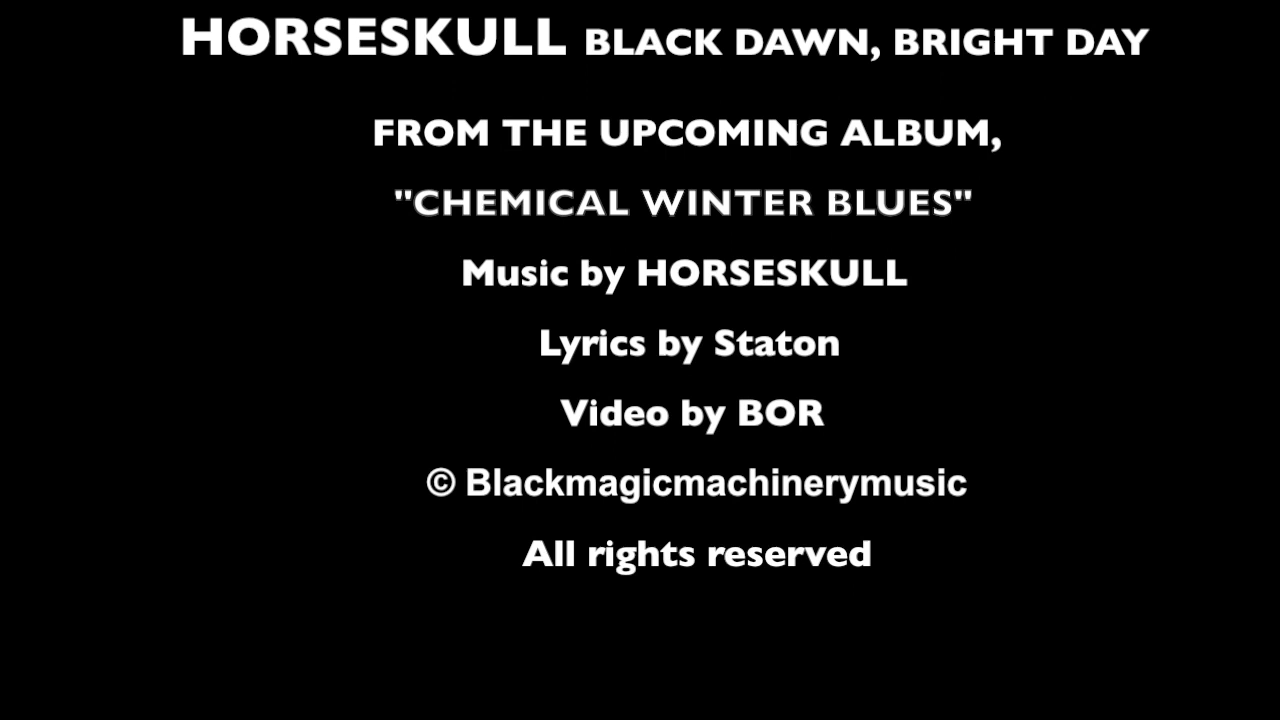 HORSESKULL BLACK DAWN, BRIGHT DAY
FROM THE UPCOMING ALBUM,
"CHEMICAL WINTER BLUES"
Music by HORSESKULL
Lyrics by Staton
Video by BOR
© Blackmagicmachinerymusic
All rights reserved